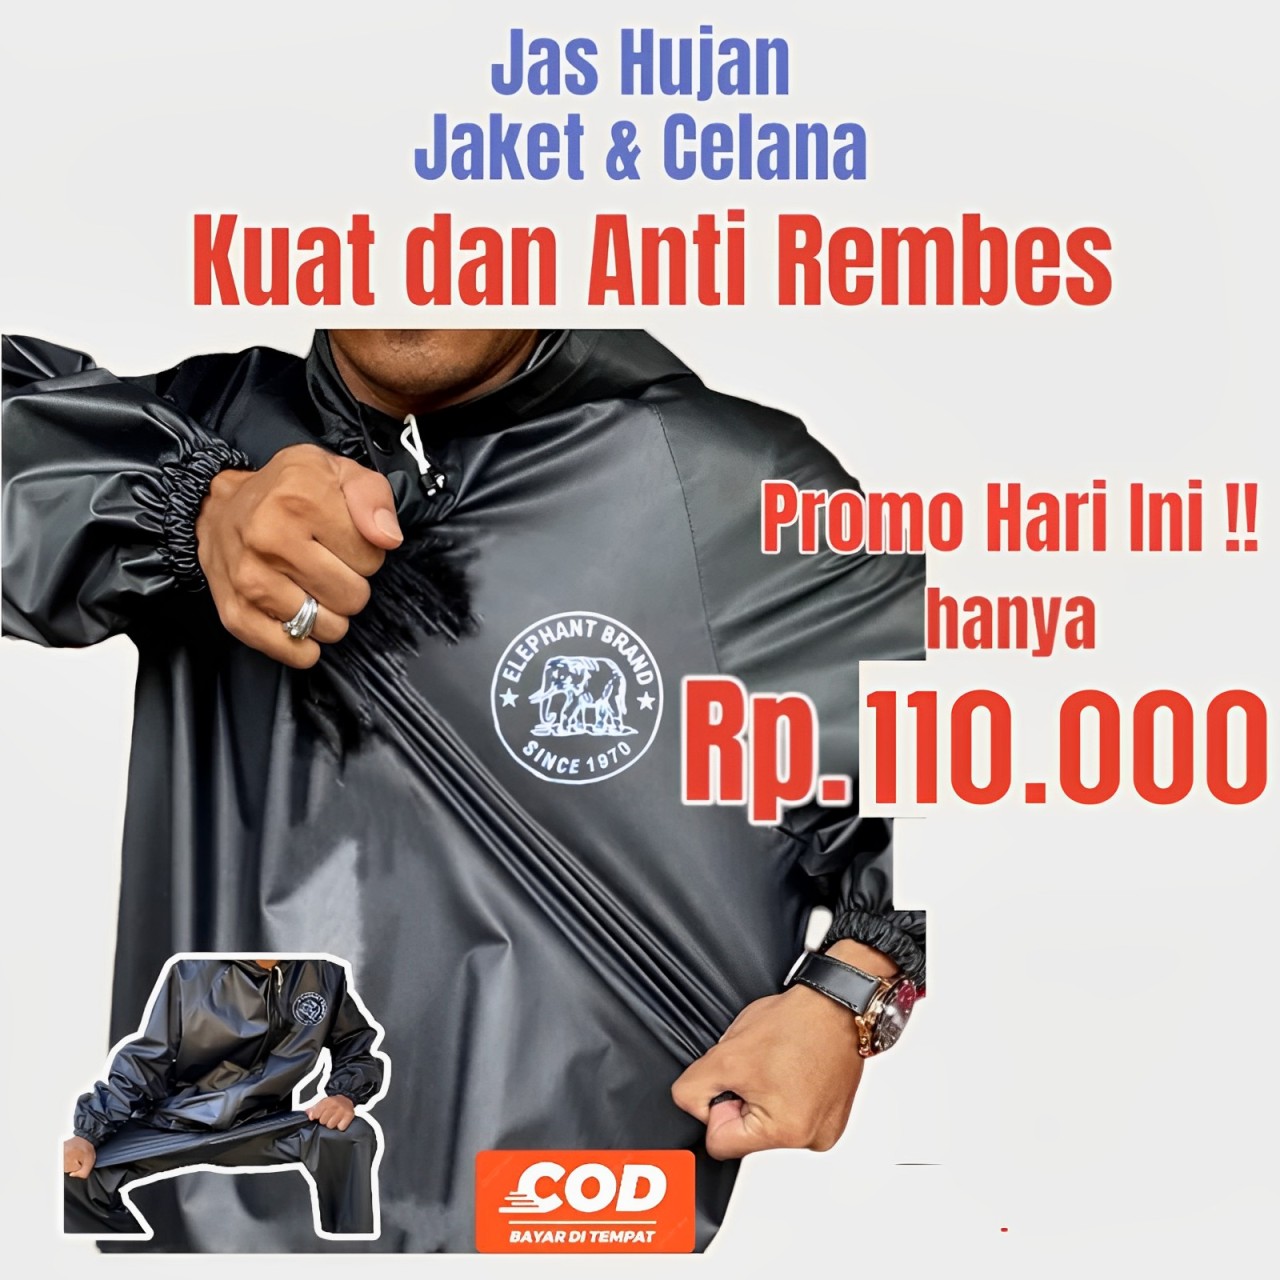 Jas Hujan
Jaket & Celana
Kuat dan Anti Rembes
Promo Hari Ini !!
hanya
Rp. 110.000
ELEPHANT BRAND
SINCE 1970
COD
BAYAR DI TEMPAT